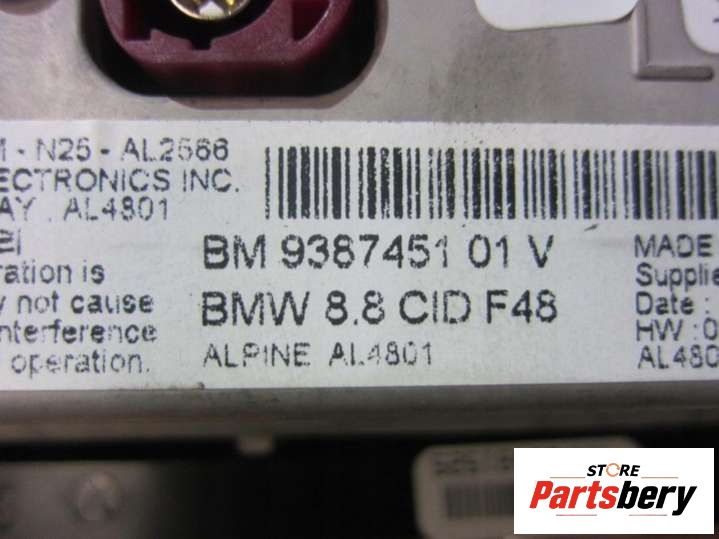 - N25 - AL2566
ECTRONICS INC.
AY . AL4801
ration is
y not cause
nterference
operation.
BM 9387451 01 V
BMW 8.8 CID F48
ALPINE AL4801
MADE
Supplie
Date :
HW : 0
AL480
STORE
Partsbery